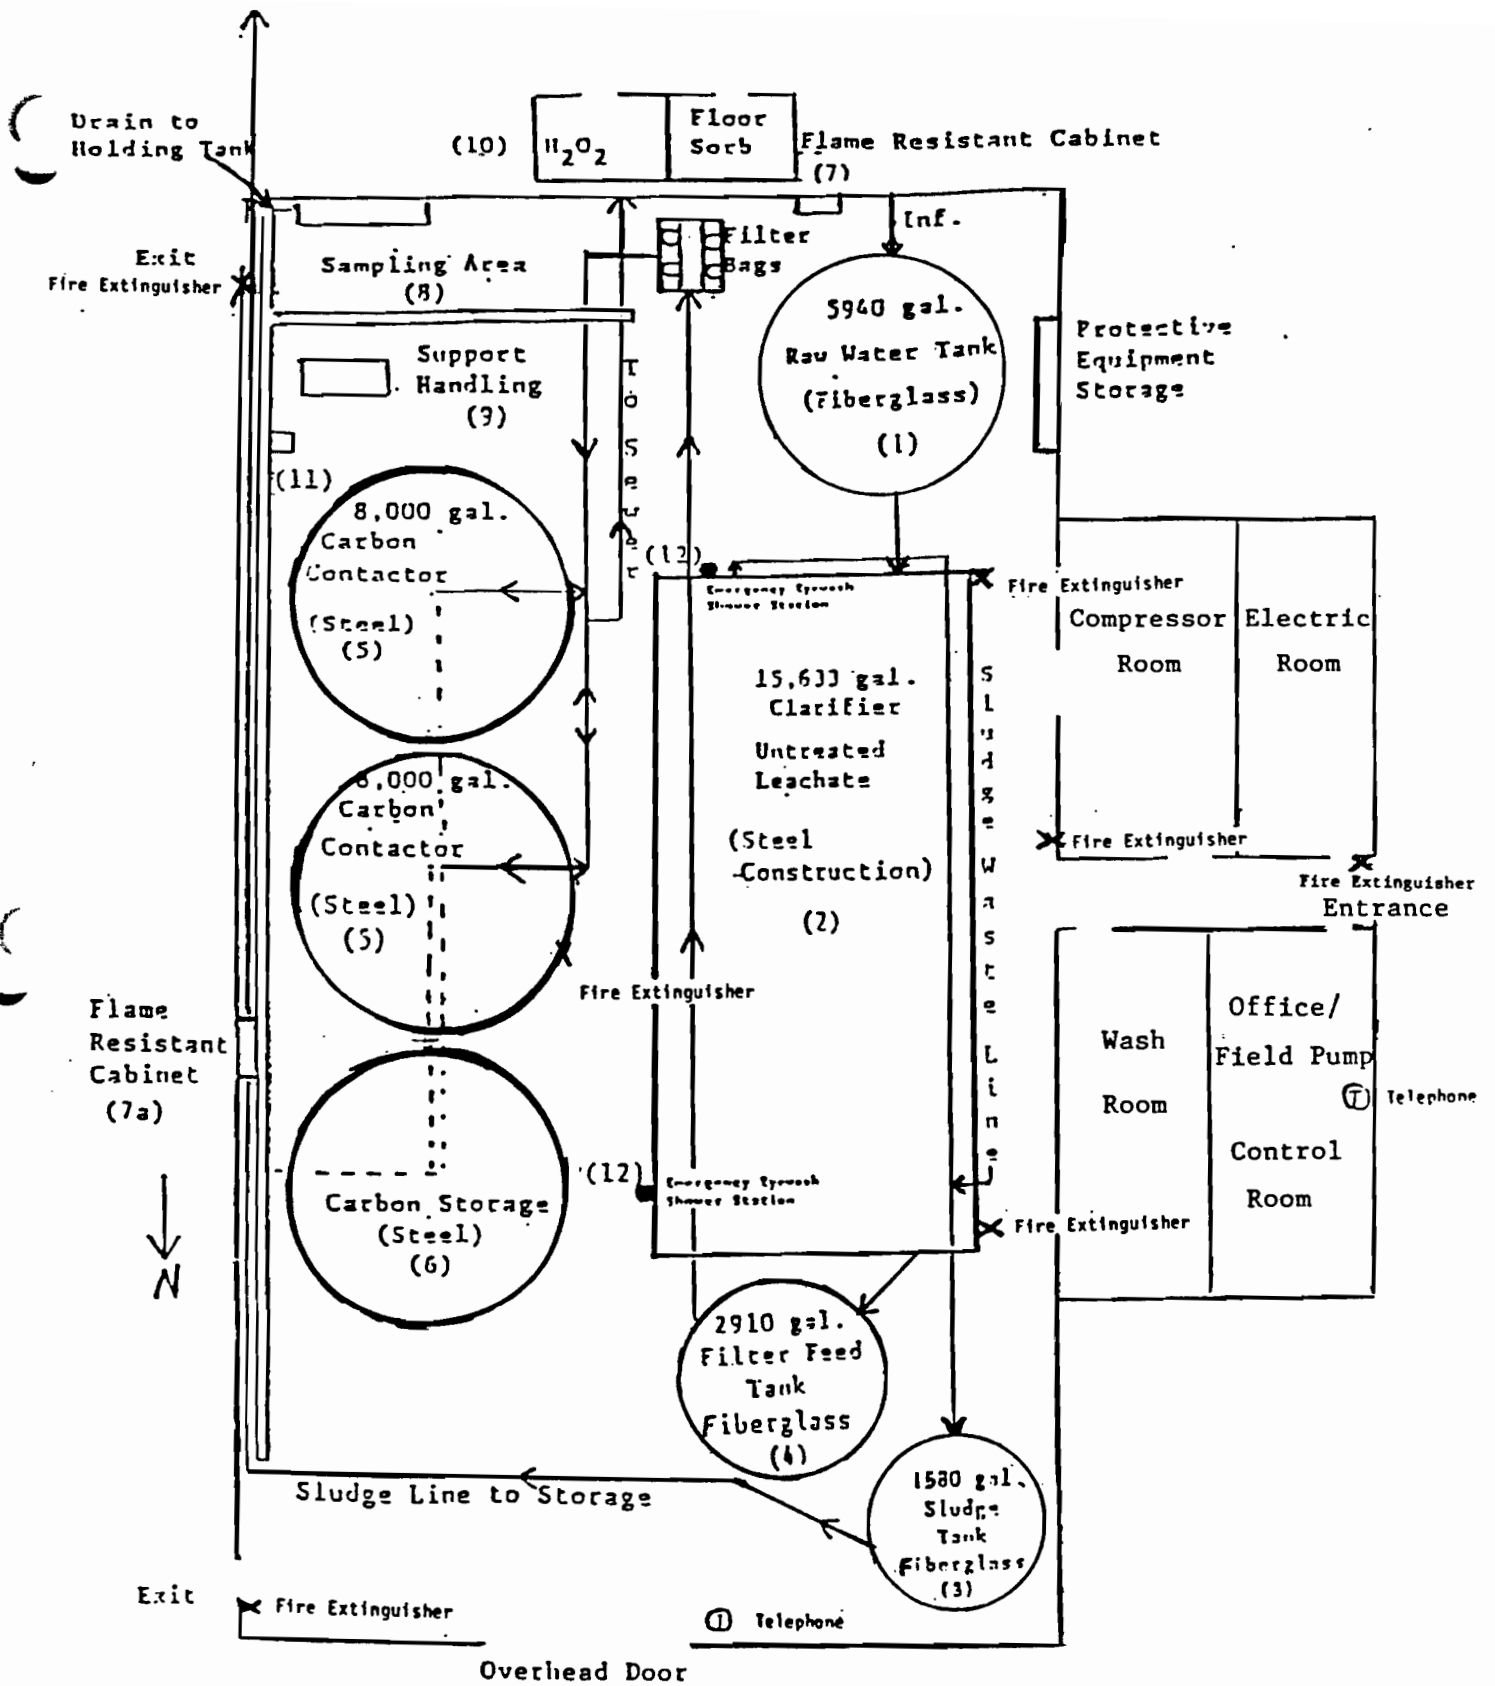 Drain to
Holding Tank
(10)
H2O2
Floor
Sorb
Flame Resistant Cabinet
(7)
Inf.
Exit
Fire Extinguisher
Sampling Area
(8)
Filter
Bags
5940 gal.
Raw Water Tank
(Fiberglass)
(1)
Protective
Equipment
Storage
Support
Handling
(9)
To Sewer
(11)
8,000 gal.
Carbon
Contactor
(Steel)
(5)
(12)
Emergency Eyewash
Shower Station
Fire Extinguisher
Compressor
Room
Electric
Room
15,633 gal.
Clarifier
Untreated
Leachate
(Steel
Construction)
(2)
Sludge Waste Line
8,000 gal.
Carbon
Contactor
(Steel)
(5)
Fire Extinguisher
Fire Extinguisher
Fire Extinguisher
Entrance
Flame
Resistant
Cabinet
(7a)
N
Wash
Room
Office/
Field Pump
Control
Room
T Telephone
(12)
Emergency Eyewash
Shower Station
Fire Extinguisher
Carbon Storage
(Steel)
(6)
2910 gal.
Filter Feed
Tank
Fiberglass
(4)
1580 gal.
Sludge
Tank
Fiberglass
(3)
Sludge Line to Storage
Exit
Fire Extinguisher
T Telephone
Overhead Door